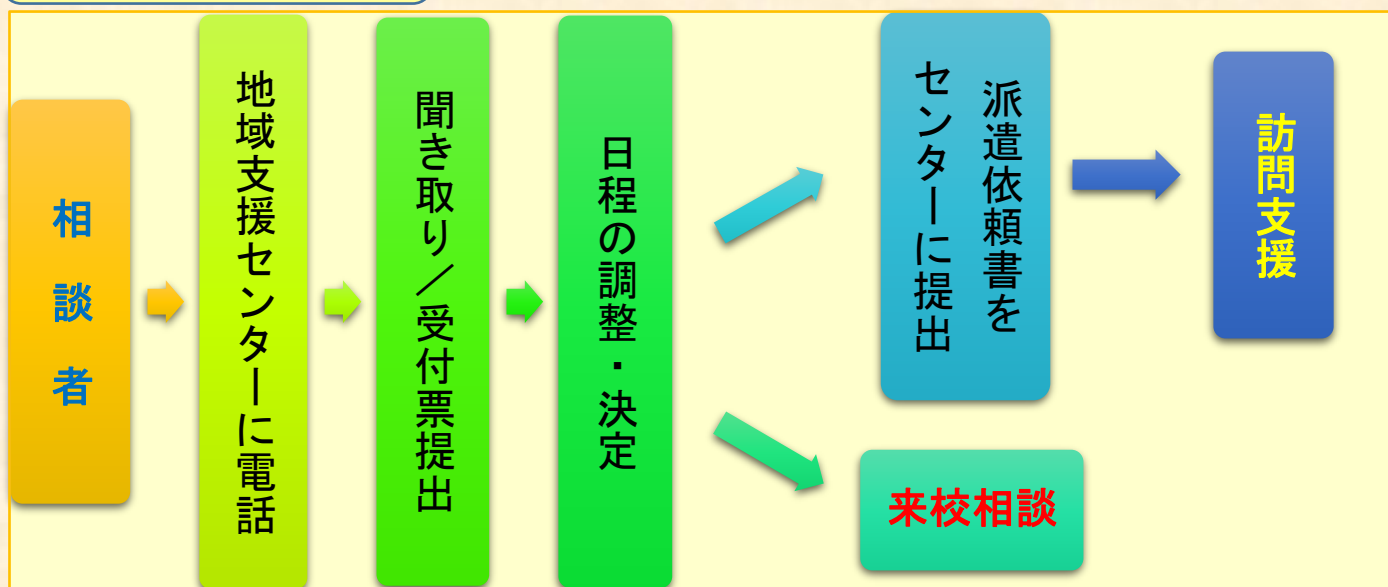 相談者
地域支援センターに電話
聞き取り／受付票提出
日程の調整・決定
派遣依頼書を
センターに提出
訪問支援
来校相談